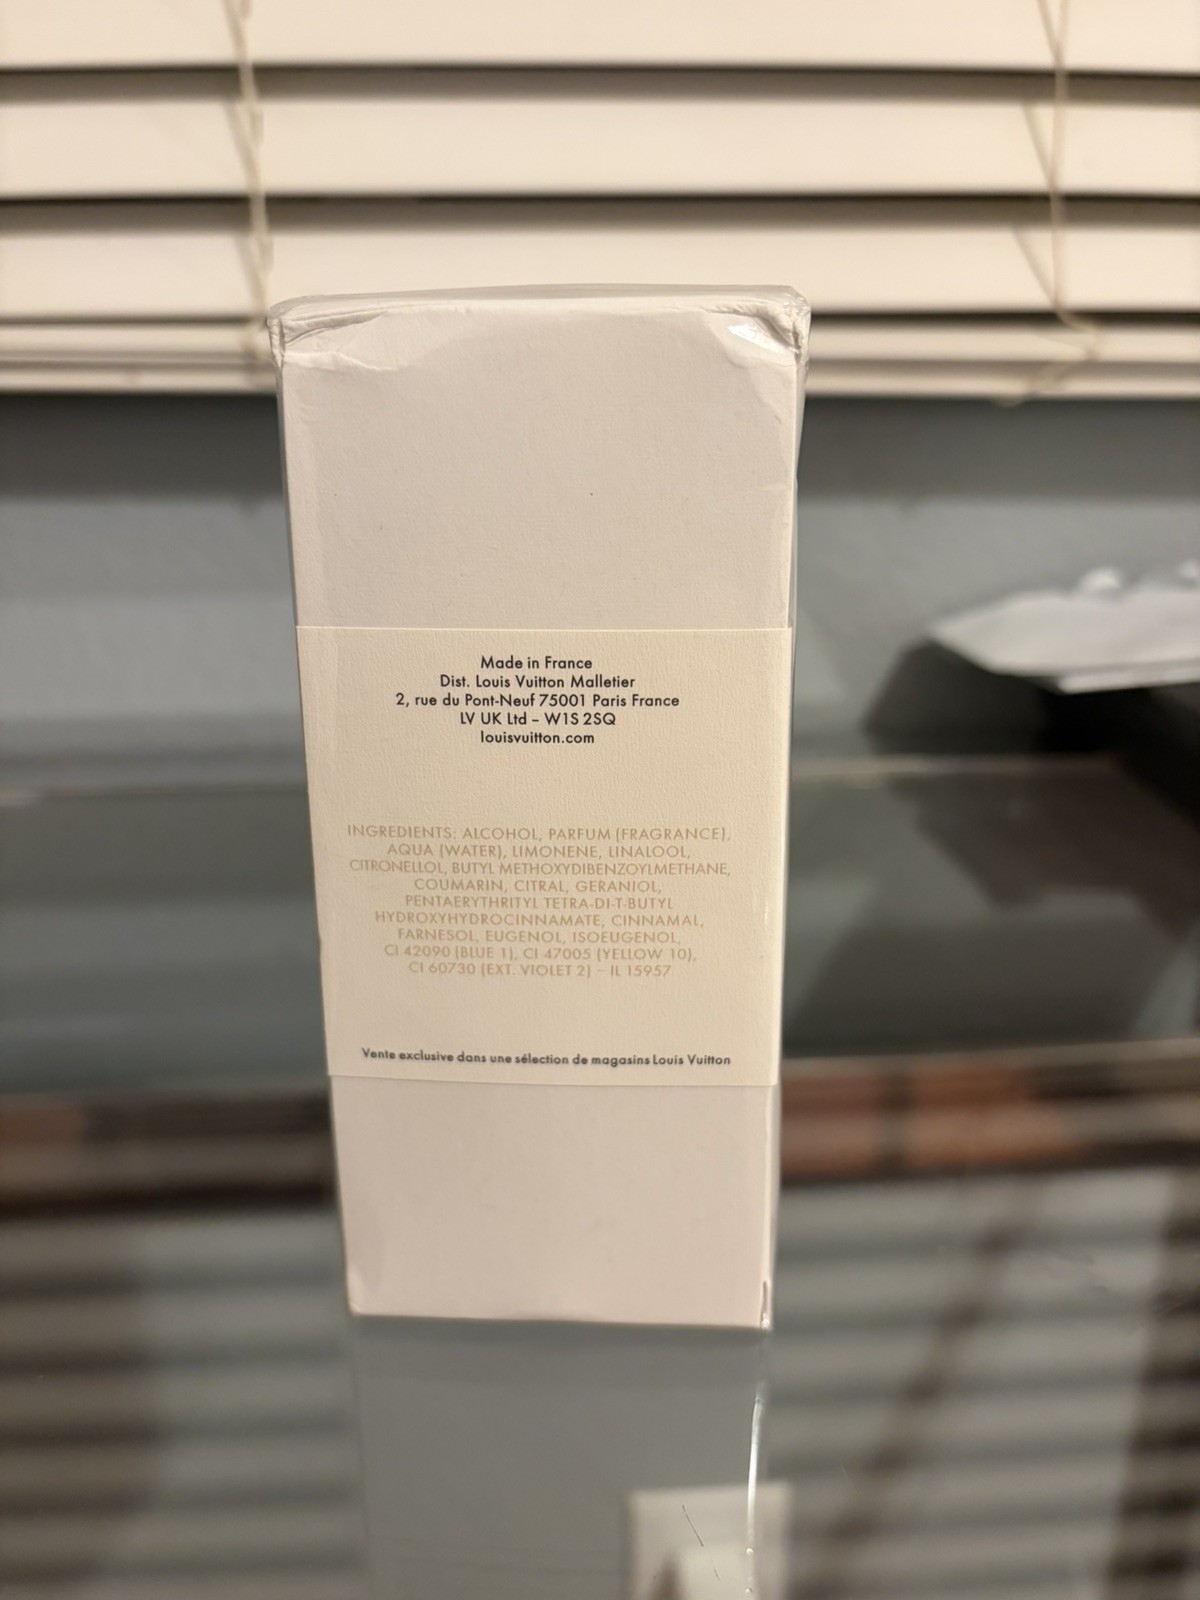 Made in France
Dist. Louis Vuitton Malletier
2, rue du Pont-Neuf 75001 Paris France
LV UK Ltd – W1S 2SQ
louisvuitton.com
INGREDIENTS: ALCOHOL, PARFUM (FRAGRANCE),
AQUA (WATER), LIMONENE, LINALOOL,
CITRONELLOL, BUTYL METHOXYDIBENZOYLMETHANE,
COUMARIN, CITRAL, GERANIOL,
PENTAERYTHRITYL TETRA-DI-T-BUTYL
HYDROXYHYDROCINNAMATE, CINNAMAL,
FARNESOL, EUGENOL, ISOEUGENOL,
CI 42090 (BLUE 1), CI 47005 (YELLOW 10),
CI 60730 (EXT. VIOLET 2) – IL 15957
Vente exclusive dans une sélection de magasins Louis Vuitton